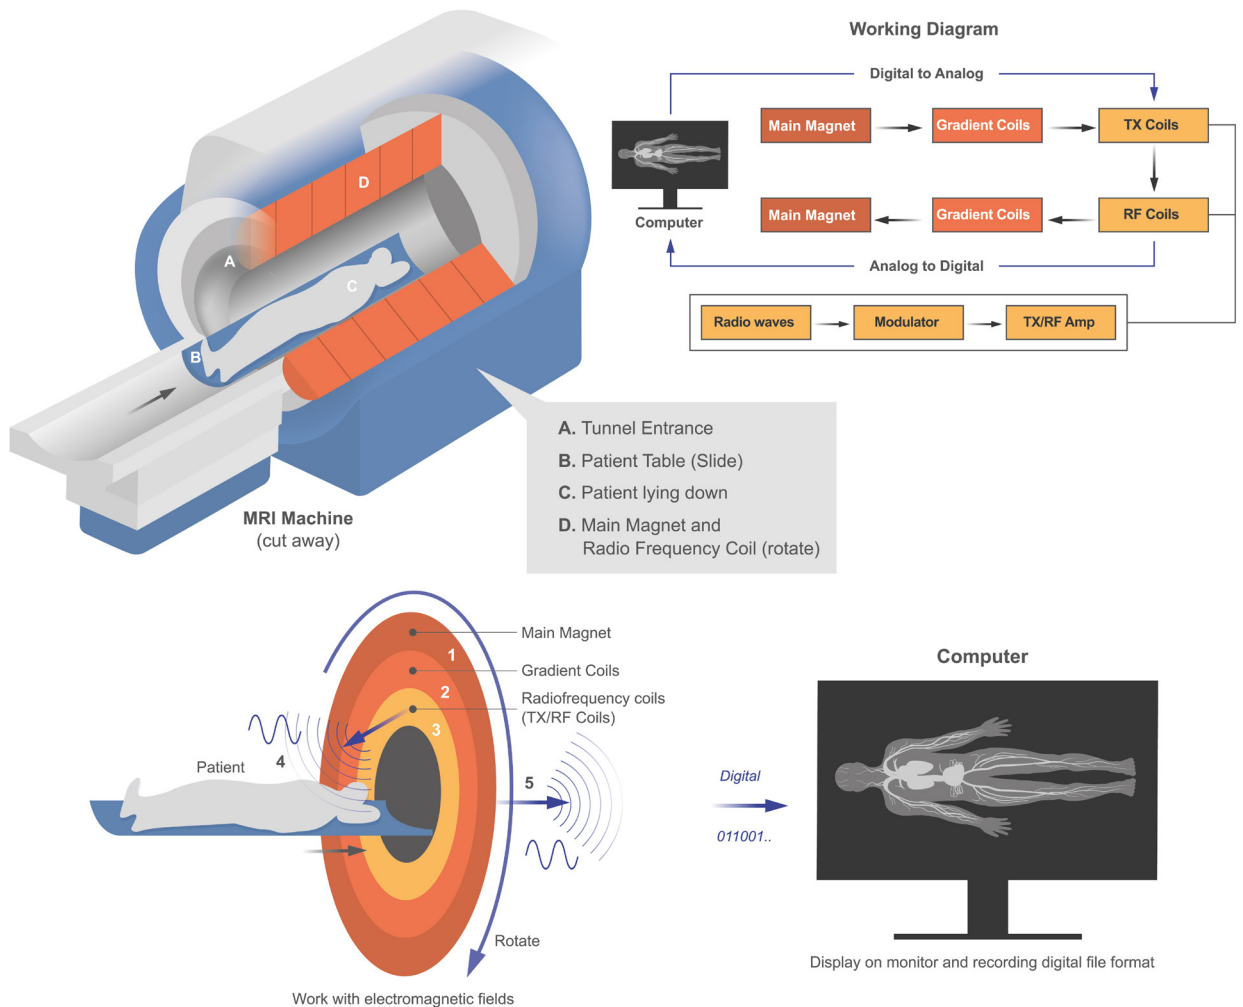 Working Diagram
Digital to Analog
Main Magnet
Gradient Coils
TX Coils
Computer
Main Magnet
Gradient Coils
RF Coils
Analog to Digital
Radio waves
Modulator
TX/RF Amp
A
B
C
D
A. Tunnel Entrance
B. Patient Table (Slide)
C. Patient lying down
D. Main Magnet and
Radio Frequency Coil (rotate)
MRI Machine
(cut away)
Main Magnet
1
Gradient Coils
2
Radiofrequency coils
(TX/RF Coils)
3
4
Patient
5
Rotate
Work with electromagnetic fields
Digital
011001..
Computer
Display on monitor and recording digital file format